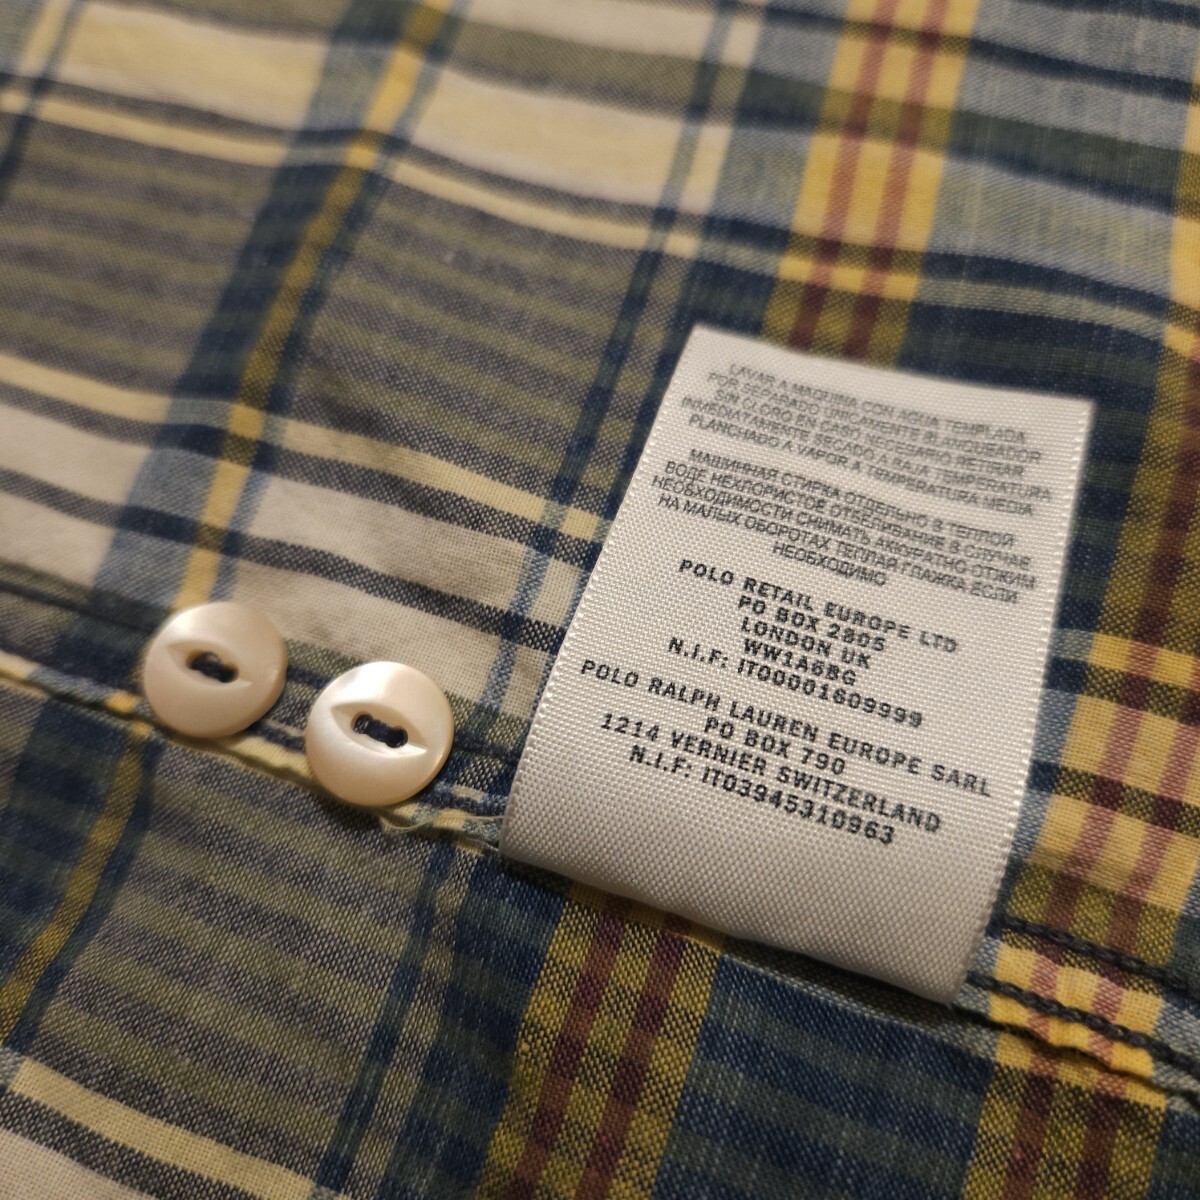 LAVAR A MAQUINA CON AGUA TEMPLADA
POR SEPARATO UNICAMENTE BLANQUEADOR
SIN CLORO EN CASO NECESARIO RETIRAR
IMMEDIATAMENTE SECADO A BAJA TEMPERATURA
PLANCHADO A VAPOR A TEMPERATURA MEDIA
МАШИННАЯ СТИРКА ОТДЕЛЬНО В ТЕПЛОЙ
ВОДЕ НЕХЛОРИСТОЕ ОТБЕЛИВАНИЕ В СЛУЧАЕ
НЕОБХОДИМОСТИ СНИМАТЬ АККУРАТНО ОТЖИМ
НА МАЛЫХ ОБОРОТАХ ТЕПЛАЯ ГЛАЖКА ЕСЛИ
НЕОБХОДИМО
POLO RETAIL EUROPE LTD
PO BOX 2805
LONDON UK
WW1A6BG
N.I.F: IT00001609999
POLO RALPH LAUREN EUROPE SARL
PO BOX 790
1214 VERNIER SWITZERLAND
N.I.F: IT03945310963